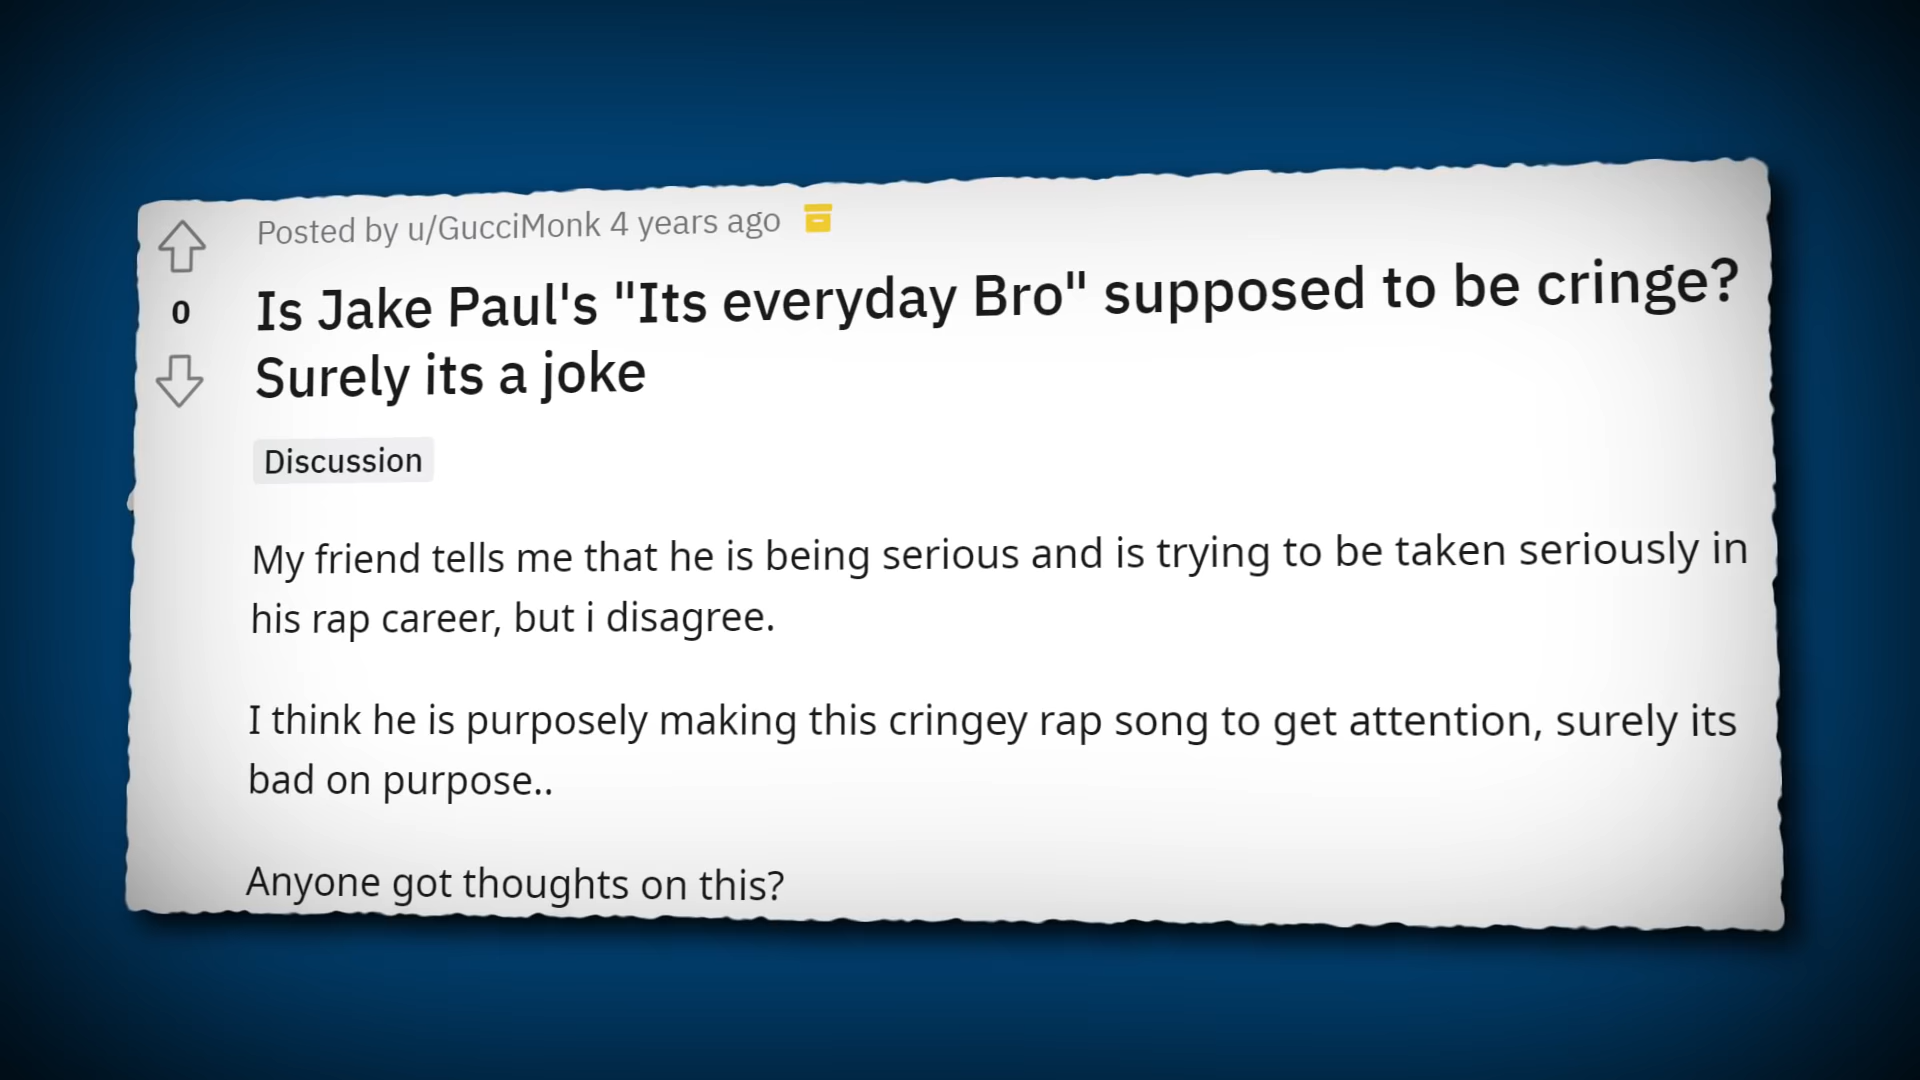 Posted by u/GucciMonk 4 years ago
0
Is Jake Paul's "Its everyday Bro" supposed to be cringe?
Surely its a joke
Discussion
My friend tells me that he is being serious and is trying to be taken seriously in
his rap career, but i disagree.
I think he is purposely making this cringey rap song to get attention, surely its
bad on purpose..
Anyone got thoughts on this?